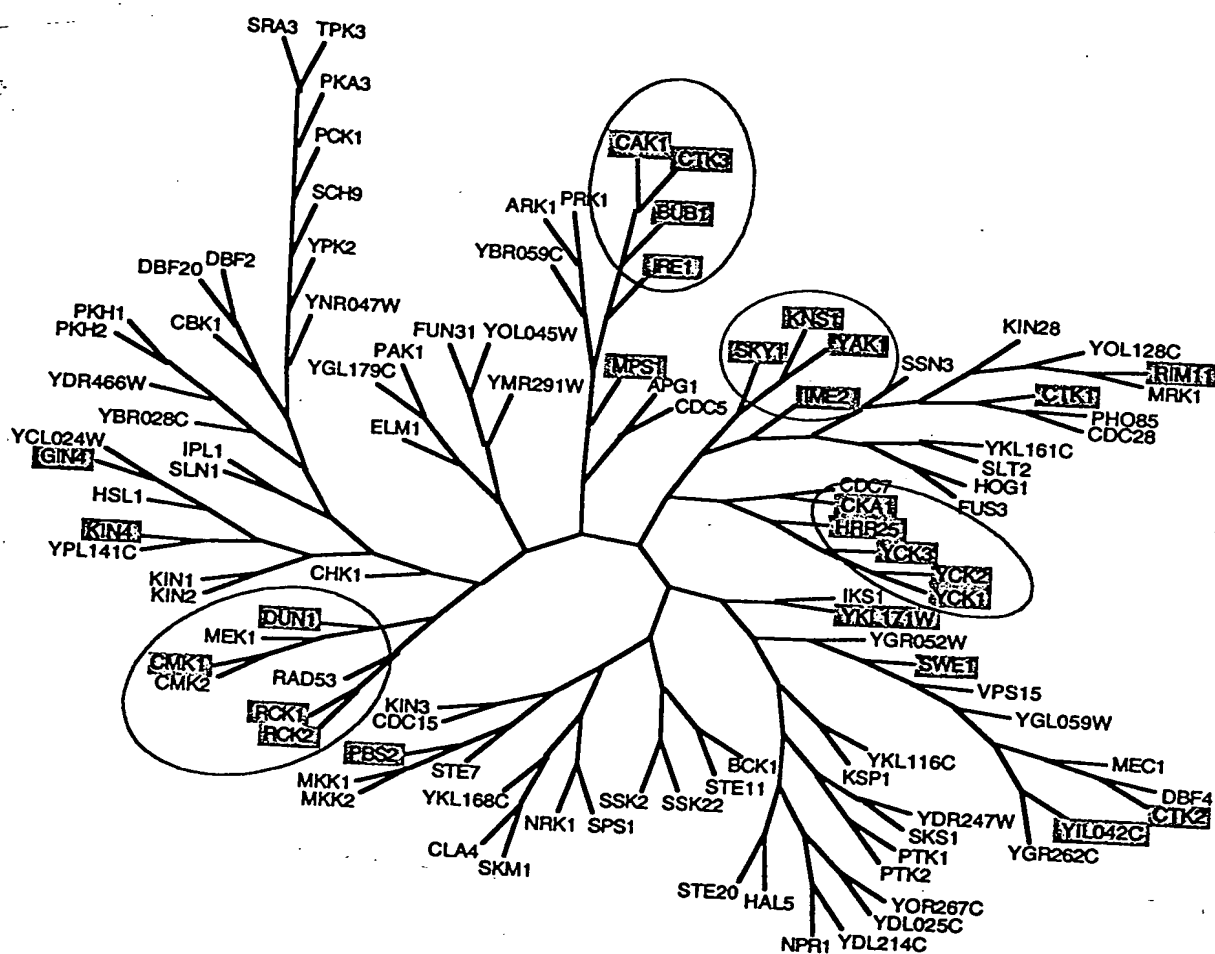 SRA3
TPK3
PKA3
PCK1
SCH9
YPK2
YNR047W
DBF20
DBF2
CBK1
PKH1
PKH2
YDR466W
YBR028C
YCL024W
GIN4
IPL1
SLN1
HSL1
KIN4
YPL141C
KIN1
KIN2
CHK1
FUN31
YOL045W
PAK1
YGL179C
YMR291W
ELM1
ARK1
PRK1
YBR059C
CAK1
CTK3
BUB1
IRE1
MPS1
APG1
CDC5
KNS1
SKY1
YAK1
IME2
SSN3
KIN28
YOL128C
RIM11
MRK1
CTK1
PHO85
CDC28
YKL161C
SLT2
HOG1
FUS3
CDC7
CKA1
HRR25
YCK3
YCK2
YCK1
IKS1
YKL171W
YGR052W
SWE1
VPS15
YGL059W
MEC1
DBF4
CTK2
YIL042C
YGR262C
DUN1
MEK1
CMK1
CMK2
RAD53
RCK1
RCK2
KIN3
CDC15
PBS2
MKK1
MKK2
STE7
YKL168C
CLA4
SKM1
NRK1
SPS1
SSK2
SSK22
BCK1
STE11
YKL116C
KSP1
YDR247W
SKS1
PTK1
PTK2
STE20
HAL5
YOR267C
YDL025C
NPR1
YDL214C